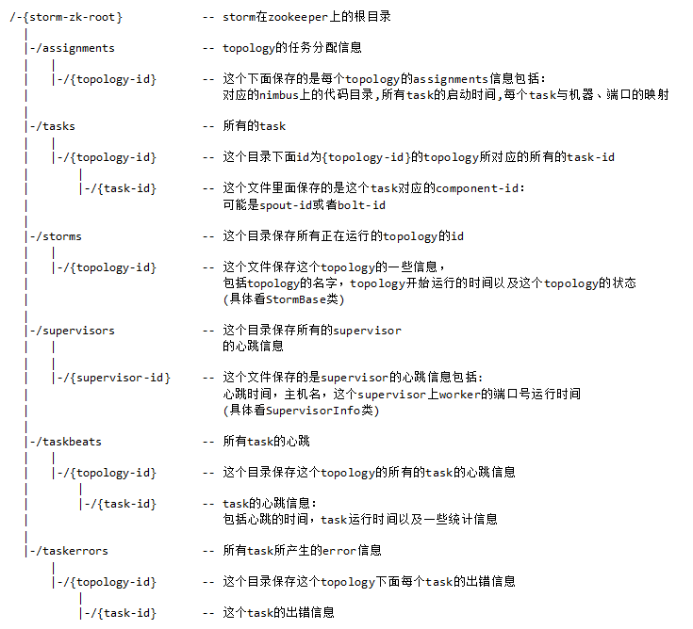 /-{storm-zk-root}           -- storm在zookeeper上的根目录
  |
  |-/assignments            -- topology的任务分配信息
  |   |
  |   |-/{topology-id}      -- 这个下面保存的是每个topology的assignments信息包括：
  |                            对应的nimbus上的代码目录,所有task的启动时间,每个task与机器、端口的映射
  |
  |-/tasks                  -- 所有的task
  |   |
  |   |-/{topology-id}      -- 这个目录下面id为{topology-id}的topology所对应的所有的task-id
  |       |
  |       |-/{task-id}      -- 这个文件里面保存的是这个task对应的component-id：
  |                            可能是spout-id或者bolt-id
  |
  |-/storms                 -- 这个目录保存所有正在运行的topology的id
  |   |
  |   |-/{topology-id}      -- 这个文件保存这个topology的一些信息，
  |                            包括topology的名字，topology开始运行的时间以及这个topology的状态
  |                            (具体看StormBase类)
  |
  |-/supervisors            -- 这个目录保存所有的supervisor
  |   |                        的心跳信息
  |   |
  |   |-/{supervisor-id}    -- 这个文件保存的是supervisor的心跳信息包括:
  |                            心跳时间，主机名，这个supervisor上worker的端口号运行时间
  |                            (具体看SupervisorInfo类)
  |
  |-/taskbeats              -- 所有task的心跳
  |   |
  |   |-/{topology-id}      -- 这个目录保存这个topology的所有的task的心跳信息
  |       |
  |       |-/{task-id}      -- task的心跳信息：
  |                            包括心跳的时间，task运行时间以及一些统计信息
  |
  |-/taskerrors             -- 所有task所产生的error信息
      |
      |-/{topology-id}      -- 这个目录保存这个topology下面每个task的出错信息
          |
          |-/{task-id}      -- 这个task的出错信息